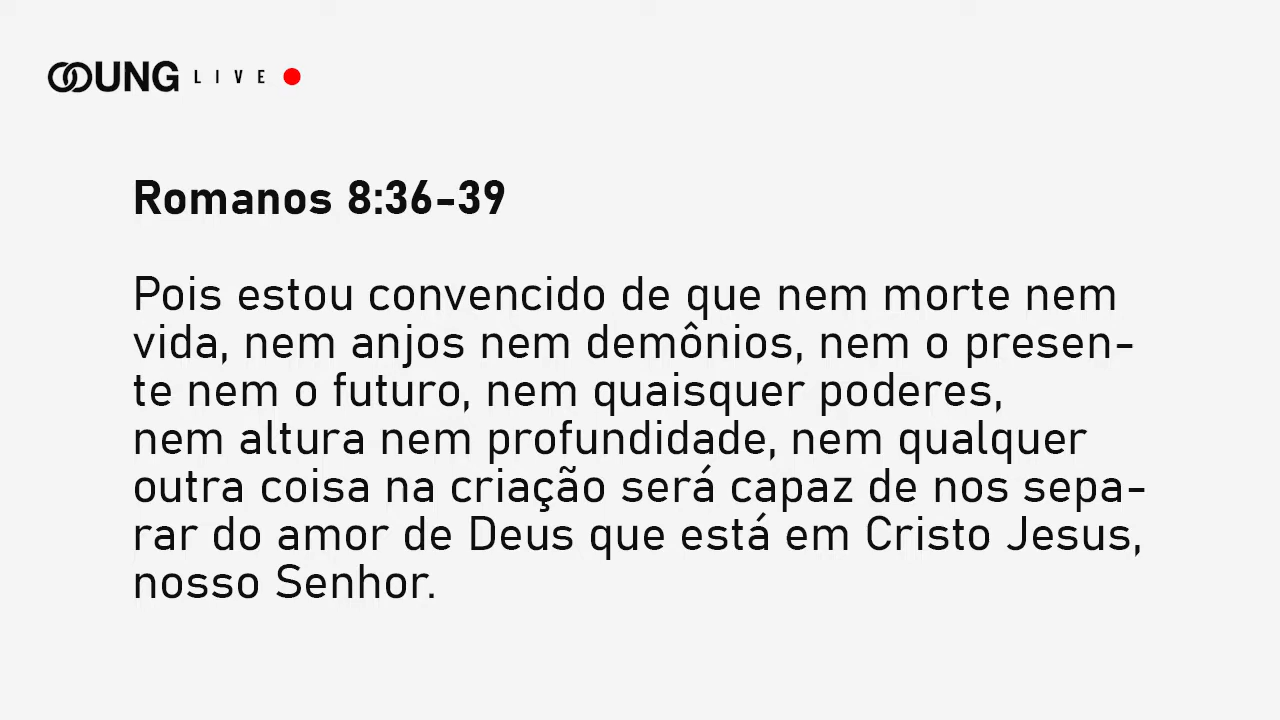 OOUNG LIVE
Romanos 8:36-39
Pois estou convencido de que nem morte nem
vida, nem anjos nem demônios, nem o presen-
te nem o futuro, nem quaisquer poderes,
nem altura nem profundidade, nem qualquer
outra coisa na criação será capaz de nos sepa-
rar do amor de Deus que está em Cristo Jesus,
nosso Senhor.